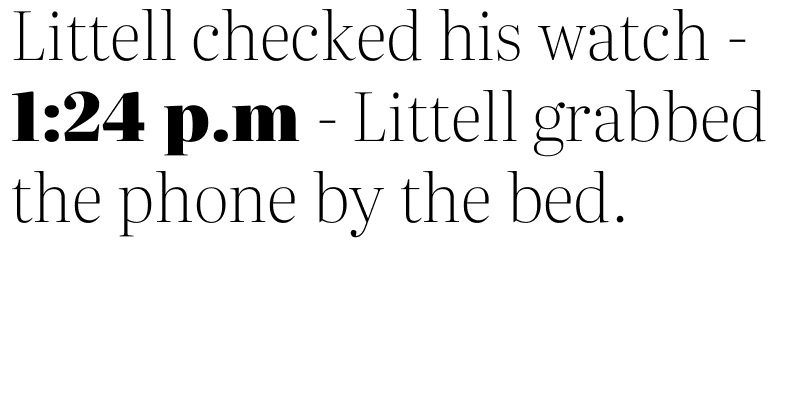 Littell checked his watch -
1:24 p.m - Littell grabbed
the phone by the bed.